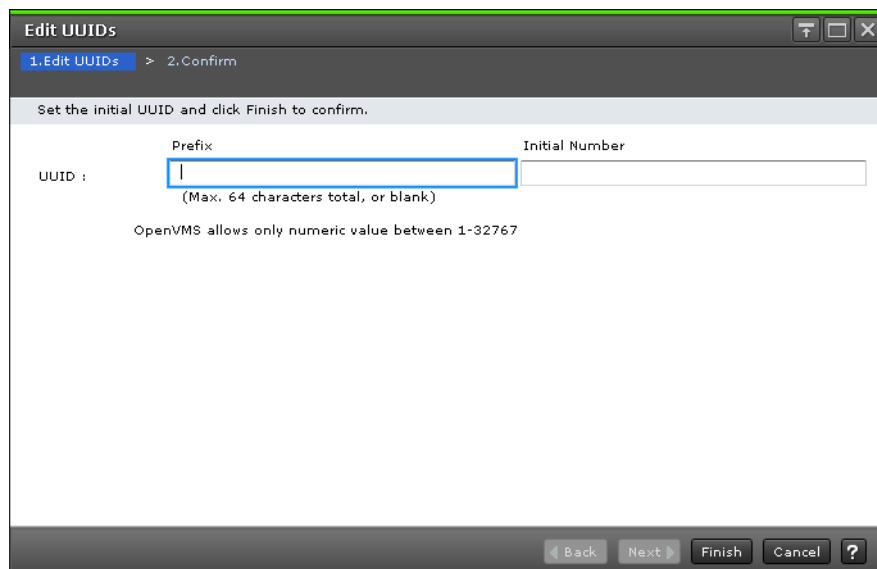 Edit UUIDs
1.Edit UUIDs > 2.Confirm
Set the initial UUID and click Finish to confirm.
Prefix Initial Number
UUID :
(Max. 64 characters total, or blank)
OpenVMS allows only numeric value between 1-32767
Back Next Finish Cancel ?